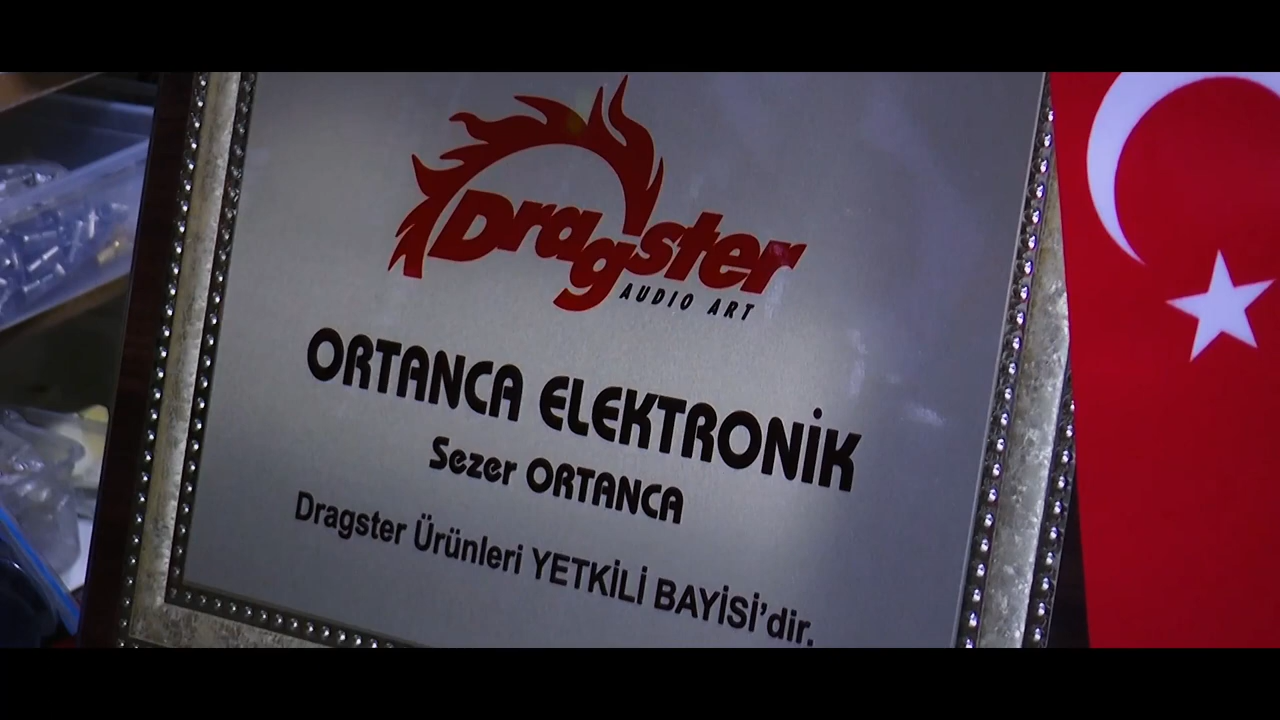 Dragster
AUDIO ART
ORTANCA ELEKTRONİK
Sezer ORTANCA
Dragster Ürünleri YETKİLİ BAYİSİ'dir.